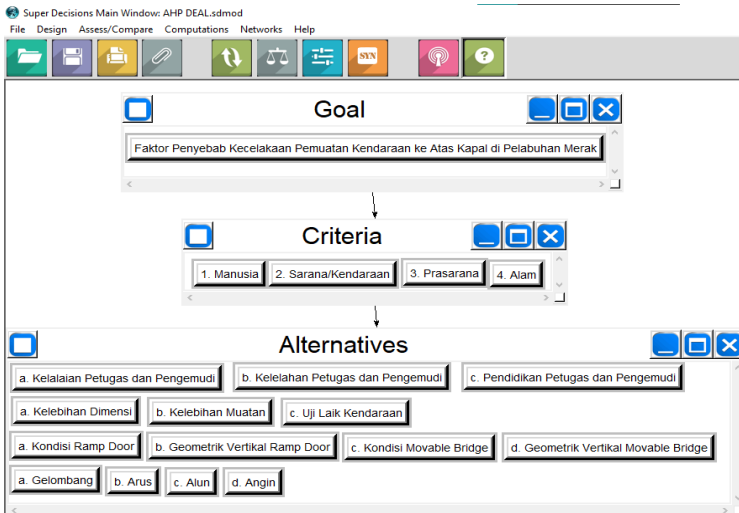 Super Decisions Main Window: AHP DEAL.sdmod
File Design Assess/Compare Computations Networks Help
SYN ?
Goal
Faktor Penyebab Kecelakaan Pemuatan Kendaraan ke Atas Kapal di Pelabuhan Merak
Criteria
1. Manusia 2. Sarana/Kendaraan 3. Prasarana 4. Alam
Alternatives
a. Kelalaian Petugas dan Pengemudi b. Kelelahan Petugas dan Pengemudi c. Pendidikan Petugas dan Pengemudi
a. Kelebihan Dimensi b. Kelebihan Muatan c. Uji Laik Kendaraan
a. Kondisi Ramp Door b. Geometrik Vertikal Ramp Door c. Kondisi Movable Bridge d. Geometrik Vertikal Movable Bridge
a. Gelombang b. Arus c. Alun d. Angin